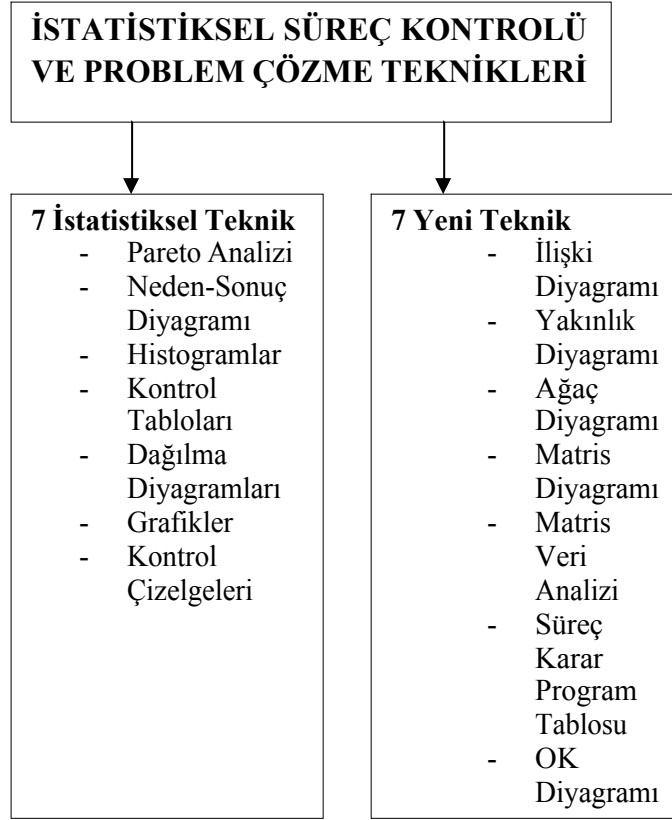 İSTATİSTİKSEL SÜREÇ KONTROLÜ
VE PROBLEM ÇÖZME TEKNİKLERİ
7 İstatistiksel Teknik
- Pareto Analizi
- Neden-Sonuç
Diyagramı
- Histogramlar
- Kontrol
Tabloları
- Dağılma
Diyagramları
- Grafikler
- Kontrol
Çizelgeleri
7 Yeni Teknik
- İlişki
Diyagramı
- Yakınlık
Diyagramı
- Ağaç
Diyagramı
- Matris
Diyagramı
- Matris
Veri
Analizi
- Süreç
Karar
Program
Tablosu
- OK
Diyagramı